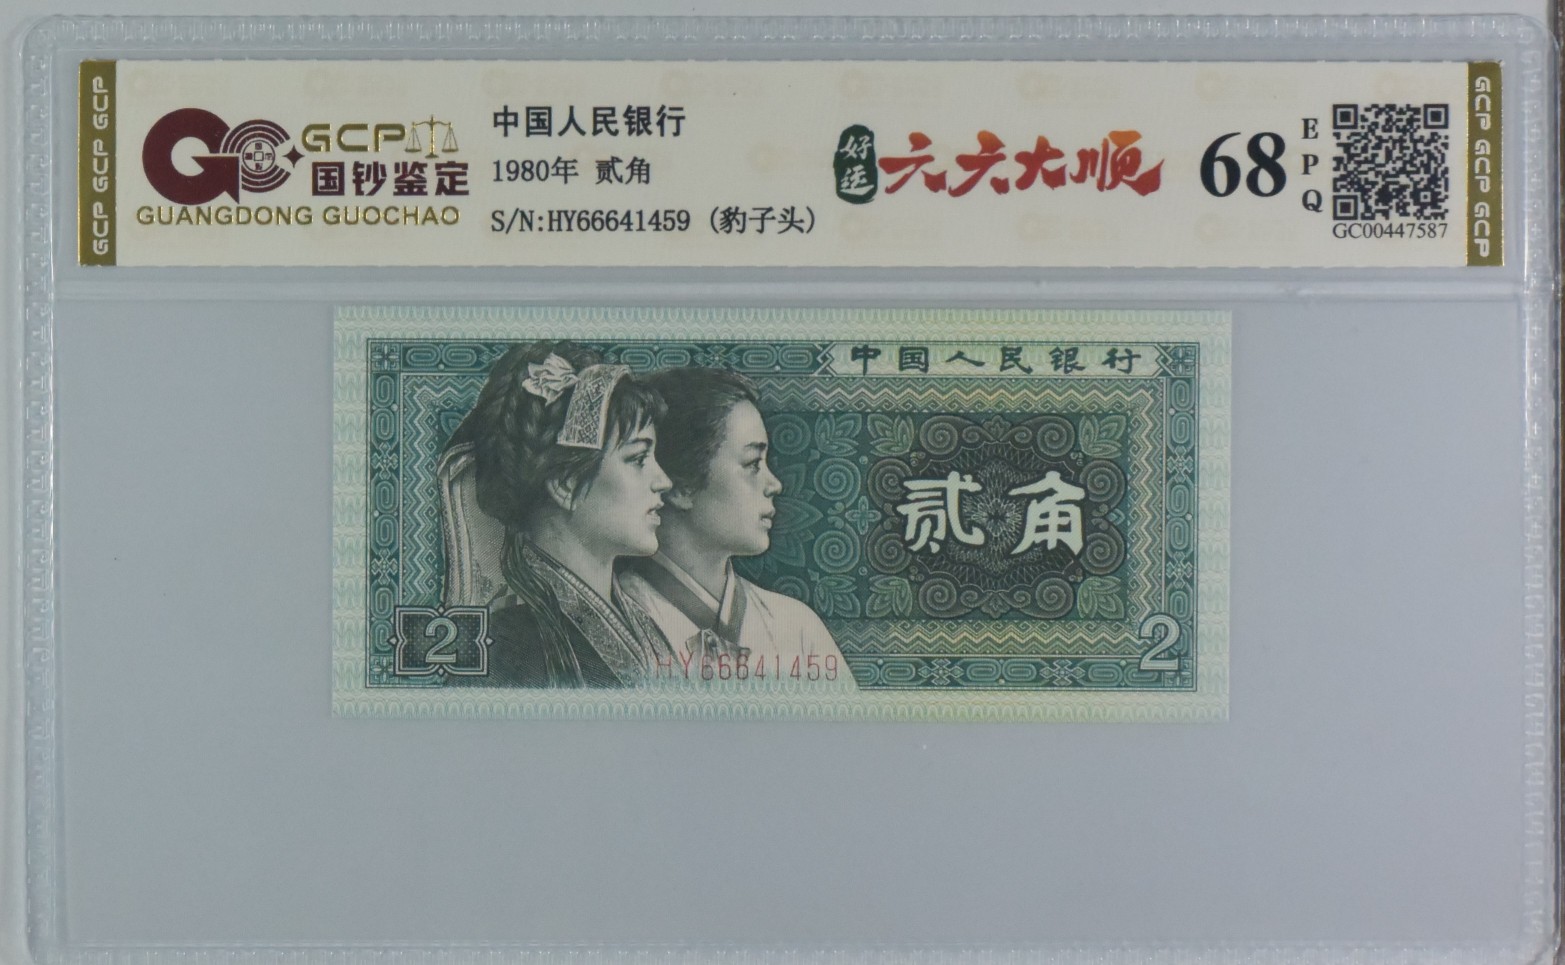 GCP GCP GCP
GCP
国钞鉴定
GUANGDONG GUOCHAO
中国人民银行
1980年 贰角
S/N:HY66641459 (豹子头)
好运
六六大顺
68
EPQ
GC00447587
GCP GCP GCP
中国人民银行
贰角
2
HY66641459
2